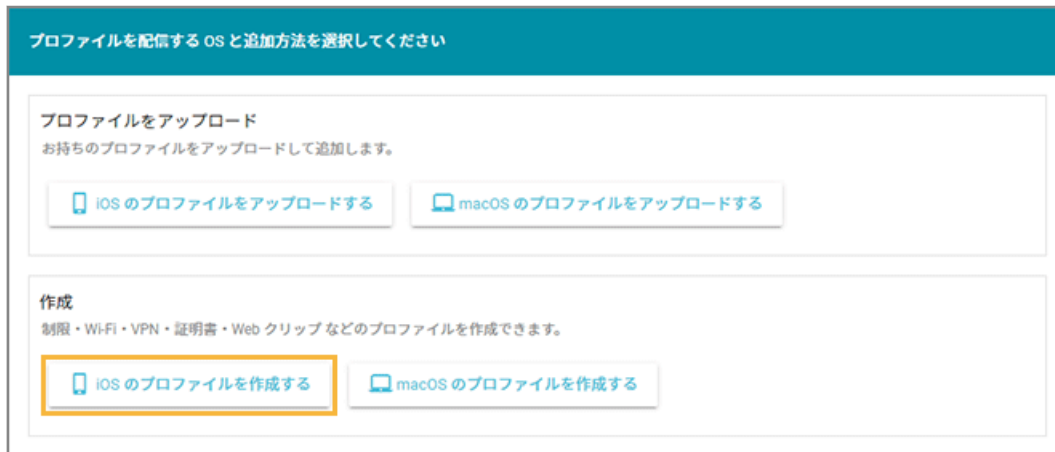 プロファイルを配信する OS と追加方法を選択してください
プロファイルをアップロード
お持ちのプロファイルをアップロードして追加します。
iOS のプロファイルをアップロードする
macOS のプロファイルをアップロードする
作成
制限・Wi-Fi・VPN・証明書・Web クリップ などのプロファイルを作成できます。
iOS のプロファイルを作成する
macOS のプロファイルを作成する